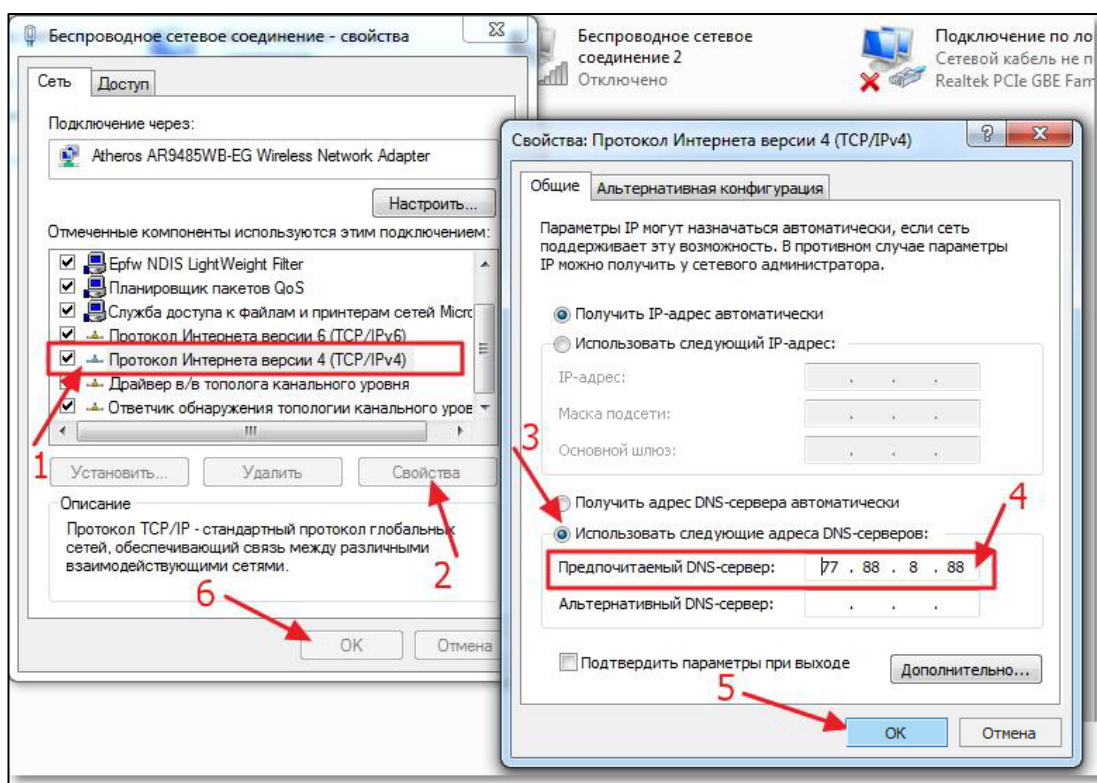 Беспроводное сетевое соединение - свойства
Сеть
Доступ
Подключение через:
Atheros AR9485WB-EG Wireless Network Adapter
Настроить...
Отмеченные компоненты используются этим подключением:
Epfw NDIS LightWeight Filter
Планировщик пакетов QoS
Служба доступа к файлам и принтерам сетей Micro
Протокол Интернета версии 6 (TCP/IPv6)
Протокол Интернета версии 4 (TCP/IPv4)
Драйвер в/в тополога канального уровня
Ответчик обнаружения топологии канального уров
1
Установить...
Удалить
Свойства
Описание
Протокол TCP/IP - стандартный протокол глобальных
сетей, обеспечивающий связь между различными
взаимодействующими сетями.
2
6
OK
Отмена
Беспроводное сетевое
соединение 2
Отключено
Подключение по ло
Сетевой кабель не п
Realtek PCIe GBE Fam
Свойства: Протокол Интернета версии 4 (TCP/IPv4)
Общие
Альтернативная конфигурация
Параметры IP могут назначаться автоматически, если сеть
поддерживает эту возможность. В противном случае параметры
IP можно получить у сетевого администратора.
Получить IP-адрес автоматически
Использовать следующий IP-адрес:
IP-адрес:
Маска подсети:
Основной шлюз:
3
Получить адрес DNS-сервера автоматически
4
Использовать следующие адреса DNS-серверов:
Предпочитаемый DNS-сервер: 77 . 88 . 8 . 88
Альтернативный DNS-сервер: . . .
Подтвердить параметры при выходе
Дополнительно...
5
OK
Отмена